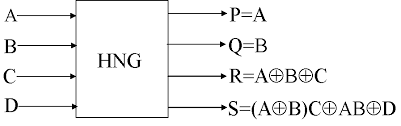 A
B
C
D
HNG
P=A
Q=B
R=A⊕B⊕C
S=(A⊕B)C⊕AB⊕D